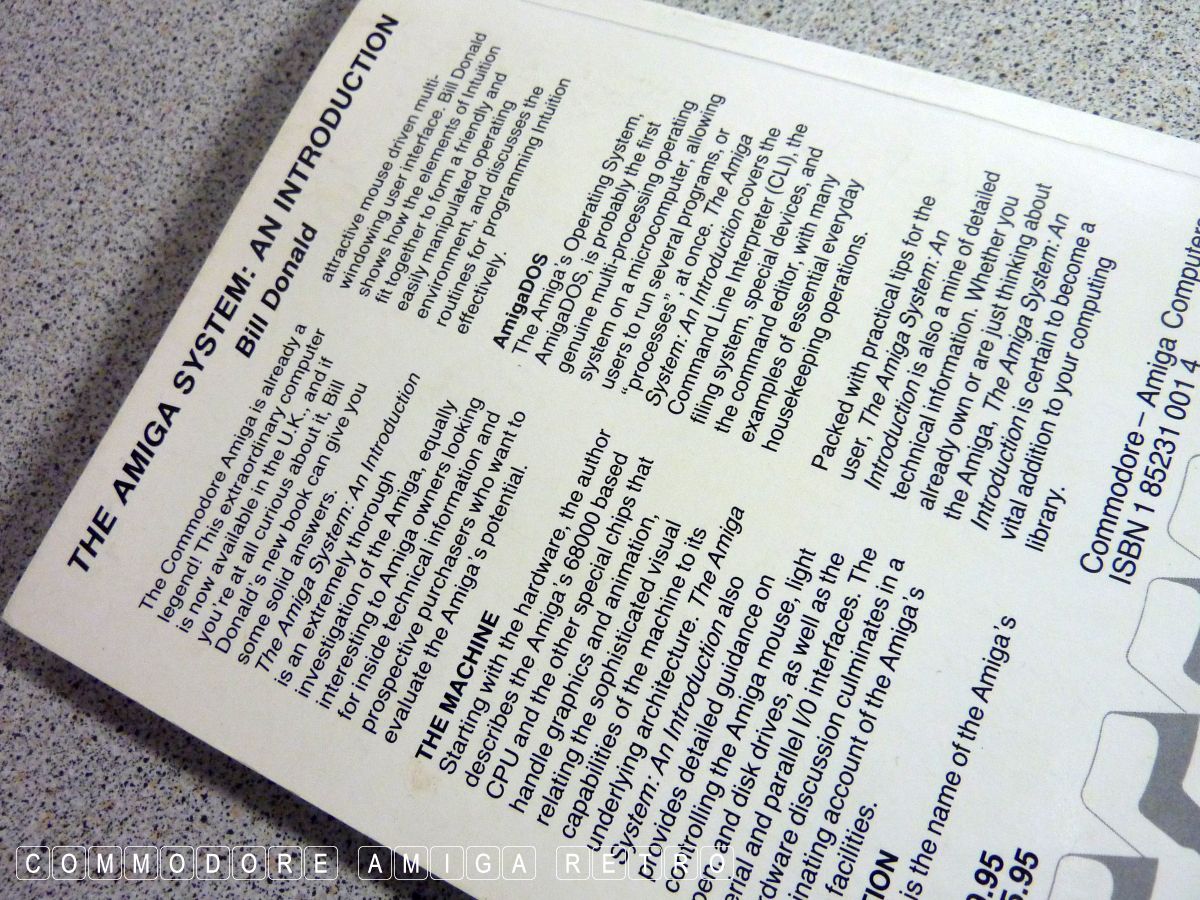 THE AMIGA SYSTEM: AN INTRODUCTION
Bill Donald
The Commodore Amiga is already a
legend! This extraordinary computer
is now available in the U.K., and if
you're at all curious about it, Bill
Donald's new book can give you
some solid answers.
The Amiga System: An Introduction
is an extremely thorough
investigation of the Amiga, equally
interesting to Amiga owners looking
for inside technical information and
prospective purchasers who want to
evaluate the Amiga's potential.
THE MACHINE
Starting with the hardware, the author
describes the Amiga's 68000 based
CPU and the other special chips that
handle graphics and animation,
relating the sophisticated visual
capabilities of the machine to its
underlying architecture. The Amiga
System: An Introduction also
provides detailed guidance on
controlling the Amiga mouse, light
and disk drives, as well as the
and parallel I/O interfaces. The
discussion culminates in a
account of the Amiga's
facilities.
is the name of the Amiga's
attractive mouse driven multi-
windowing user interface. Bill Donald
shows how the elements of Intuition
fit together to form a friendly and
easily manipulated operating
environment, and discusses the
routines for programming Intuition
effectively.
AmigaDOS
The Amiga's Operating System,
AmigaDOS, is probably the first
genuine multi-processing operating
system on a microcomputer, allowing
users to run several programs, or
"processes", at once. The Amiga
System: An Introduction covers the
Command Line Interpreter (CLI), the
filing system, special devices, and
the command editor, with many
examples of essential everyday
housekeeping operations.
Packed with practical tips for the
user, The Amiga System: An
Introduction is also a mine of detailed
technical information. Whether you
already own or are just thinking about
the Amiga, The Amiga System: An
Introduction is certain to become a
vital addition to your computing
library.
Commodore – Amiga Computers
ISBN 1 85231 001 4
9.95
5.95
COMMODORE AMIGA RETRO